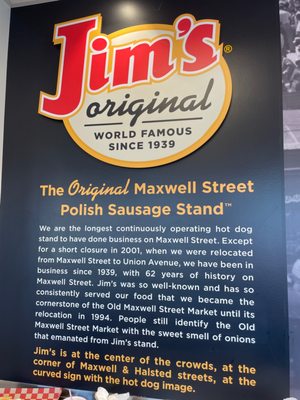 Jim's®
original
WORLD FAMOUS
SINCE 1939
The Original Maxwell Street
Polish Sausage Stand™
We are the longest continuously operating hot dog
stand to have done business on Maxwell Street. Except
for a short closure in 2001, when we were relocated
from Maxwell Street to Union Avenue, we have been in
business since 1939, with 62 years of history on
Maxwell Street. Jim's was so well-known and has so
consistently served our food that we became the
cornerstone of the Old Maxwell Street Market until its
relocation in 1994. People still identify the Old
Maxwell Street Market with the sweet smell of onions
that emanated from Jim's stand.
Jim's is at the center of the crowds, at the
corner of Maxwell & Halsted streets, at the
curved sign with the hot dog image.